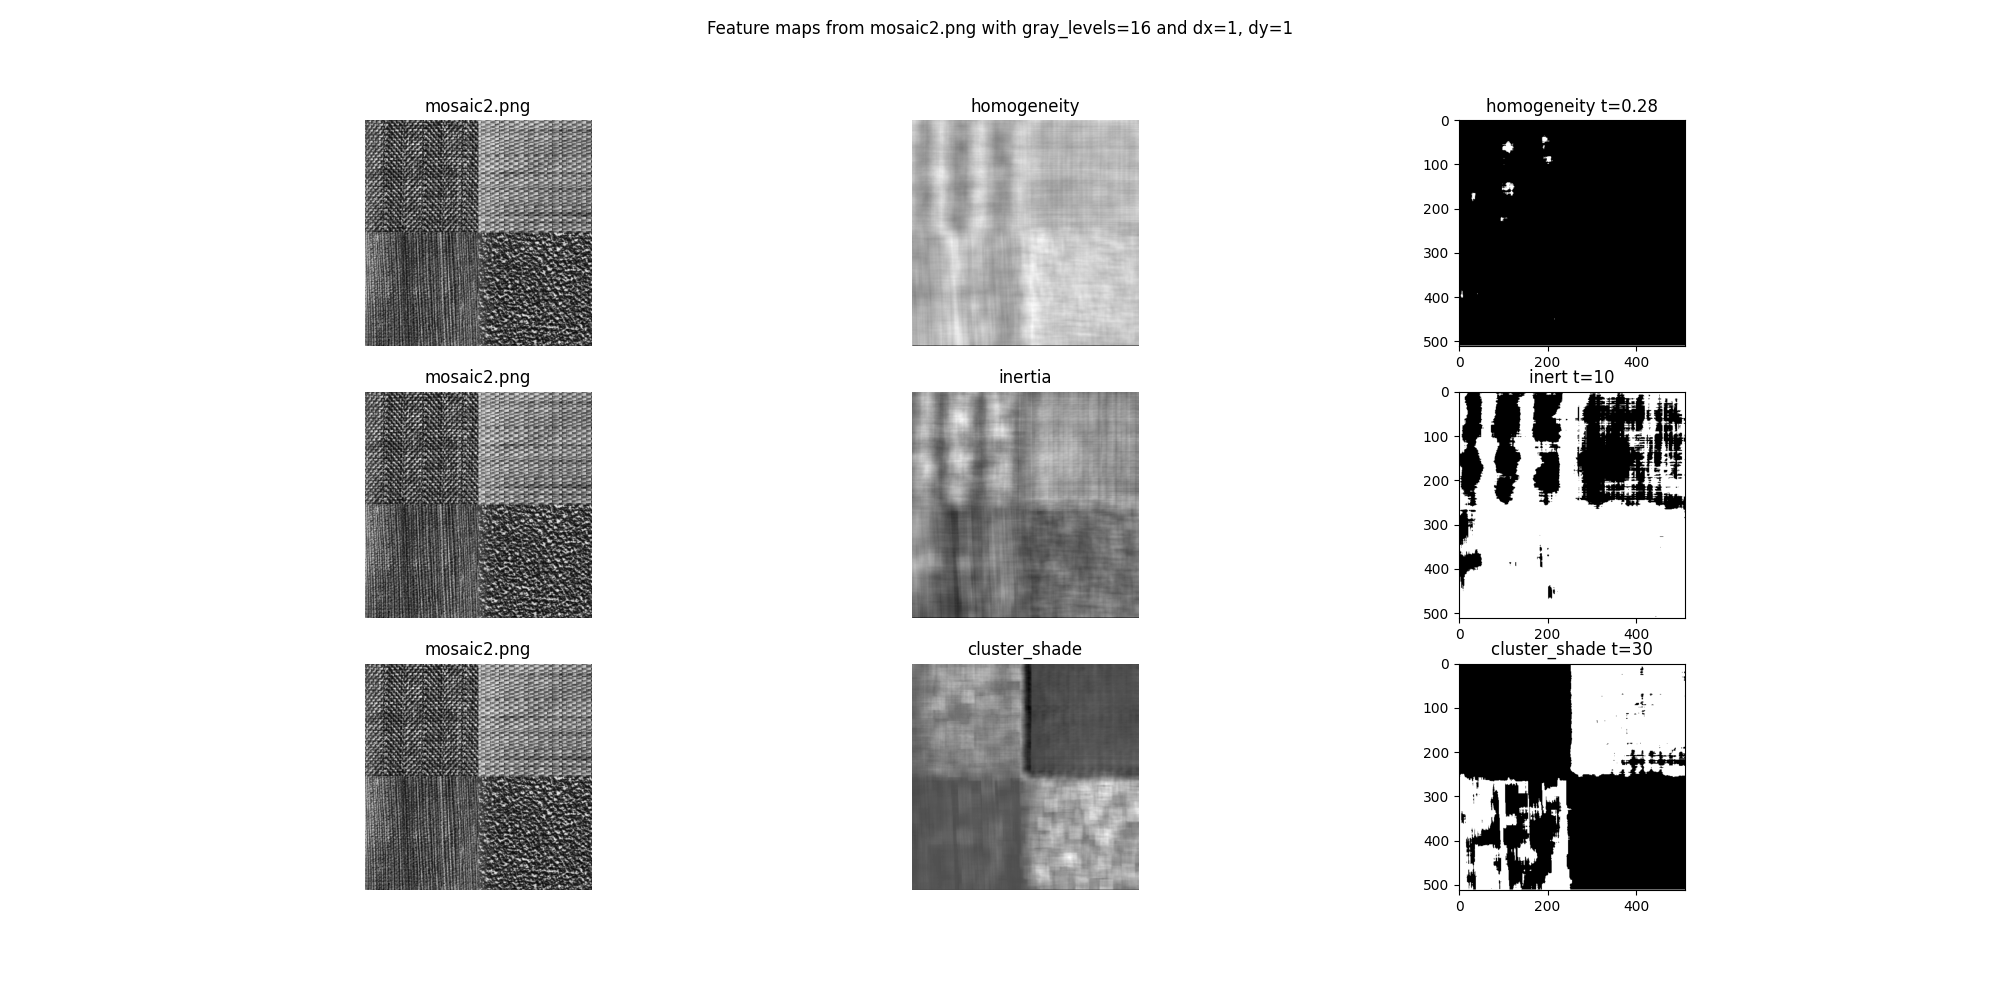 Feature maps from mosaic2.png with gray_levels=16 and dx=1, dy=1
mosaic2.png
homogeneity
homogeneity t=0.28
0
100
200
300
400
500
0
200
400
mosaic2.png
inertia
inert t=10
0
100
200
300
400
500
0
200
400
mosaic2.png
cluster_shade
cluster_shade t=30
0
100
200
300
400
500
0
200
400